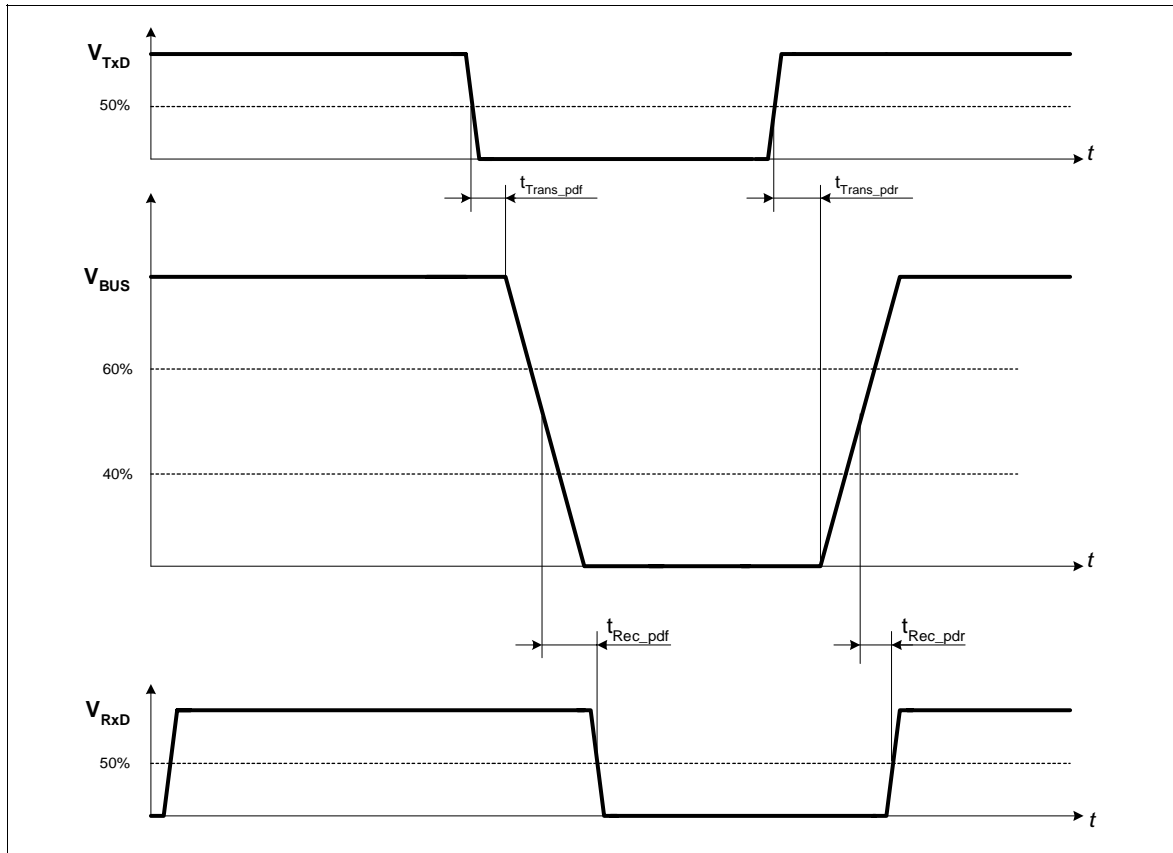 V_TxD
50%
t
t_Trans_pdf
t_Trans_pdr
V_BUS
60%
40%
t
t_Rec_pdf
t_Rec_pdr
V_RxD
50%
t